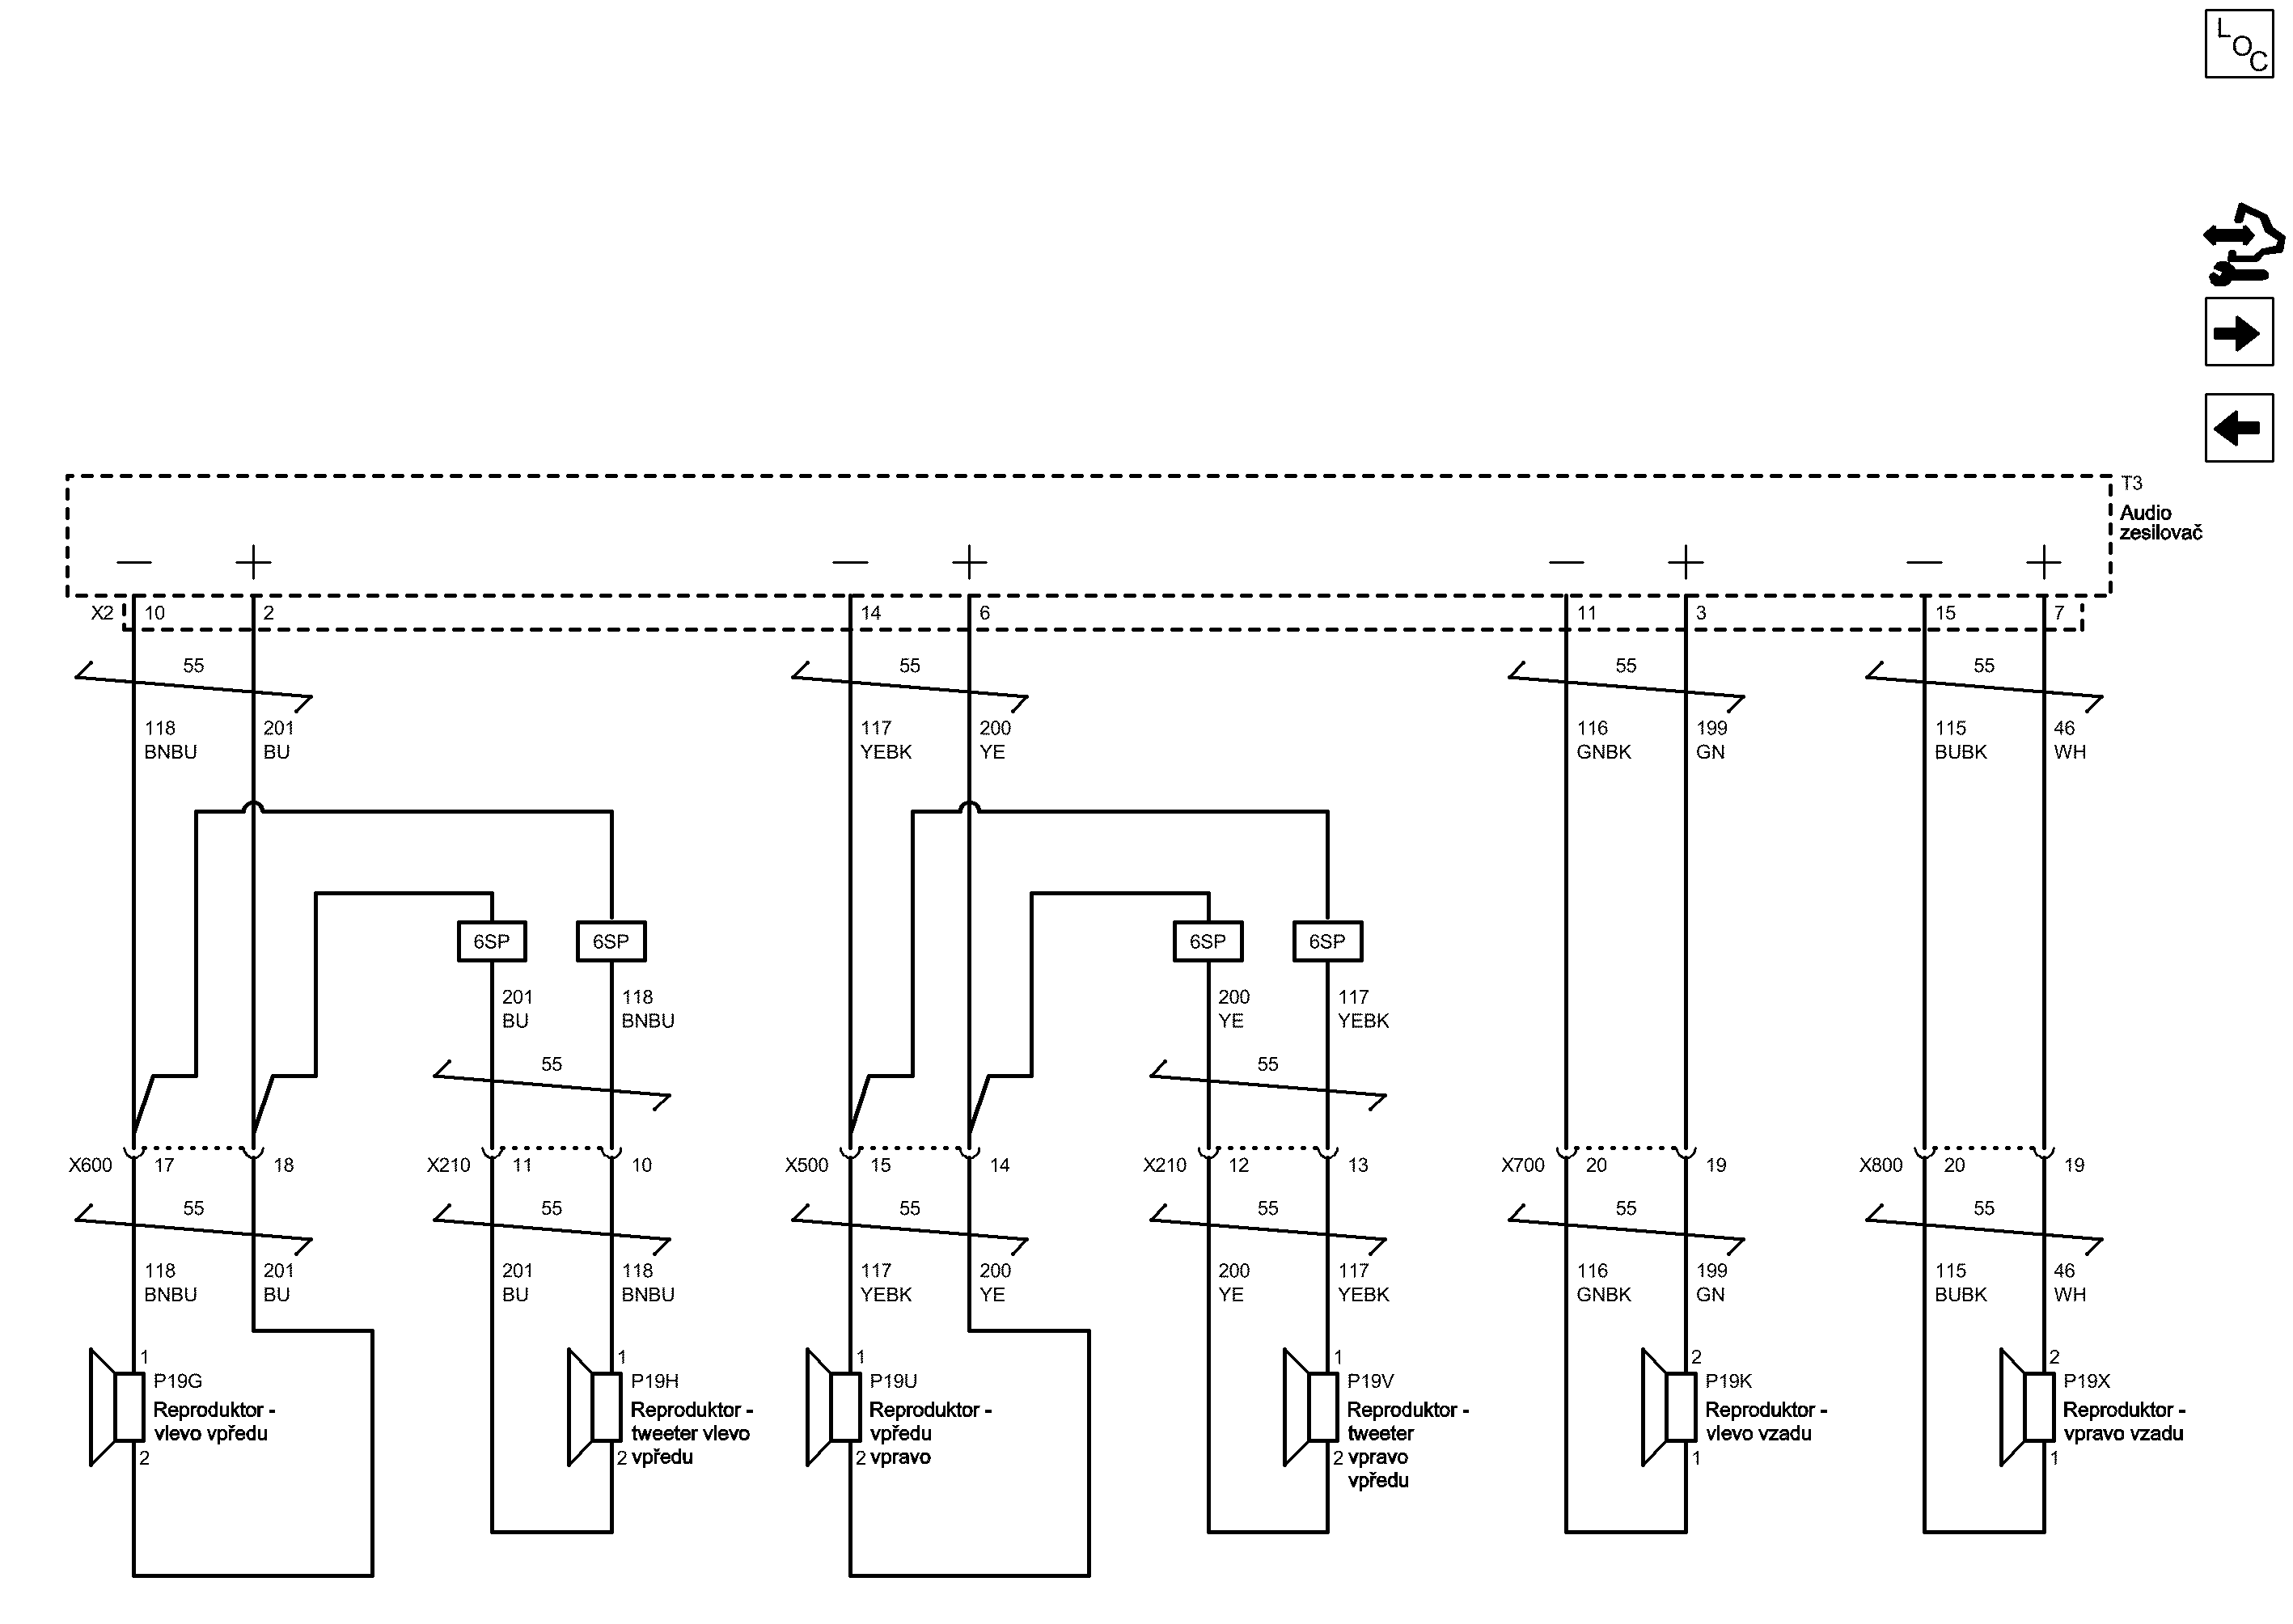 L
O
C
T3
Audio
zesilovač
X2 10 2 14 6 11 3 15 7
55 55 55 55
118 201 117 200 116 199 115 46
BNBU BU YEBK YE GNBK GN BUBK WH
6SP 6SP 6SP 6SP
201 118 200 117
BU BNBU YE YEBK
55 55
X600 17 18 X210 11 10 X500 15 14 X210 12 13 X700 20 19 X800 20 19
55 55 55 55 55 55
118 201 201 118 117 200 200 117 116 199 115 46
BNBU BU BU BNBU YEBK YE YE YEBK GNBK GN BUBK WH
1
P19G
Reproduktor -
vlevo vpředu
2
1
P19H
Reproduktor -
tweeter vlevo
2 vpředu
1
P19U
Reproduktor -
vpředu
2 vpravo
1
P19V
Reproduktor -
tweeter
2 vpravo
vpředu
2
P19K
Reproduktor -
vlevo vzadu
1
2
P19X
Reproduktor -
vpravo vzadu
1